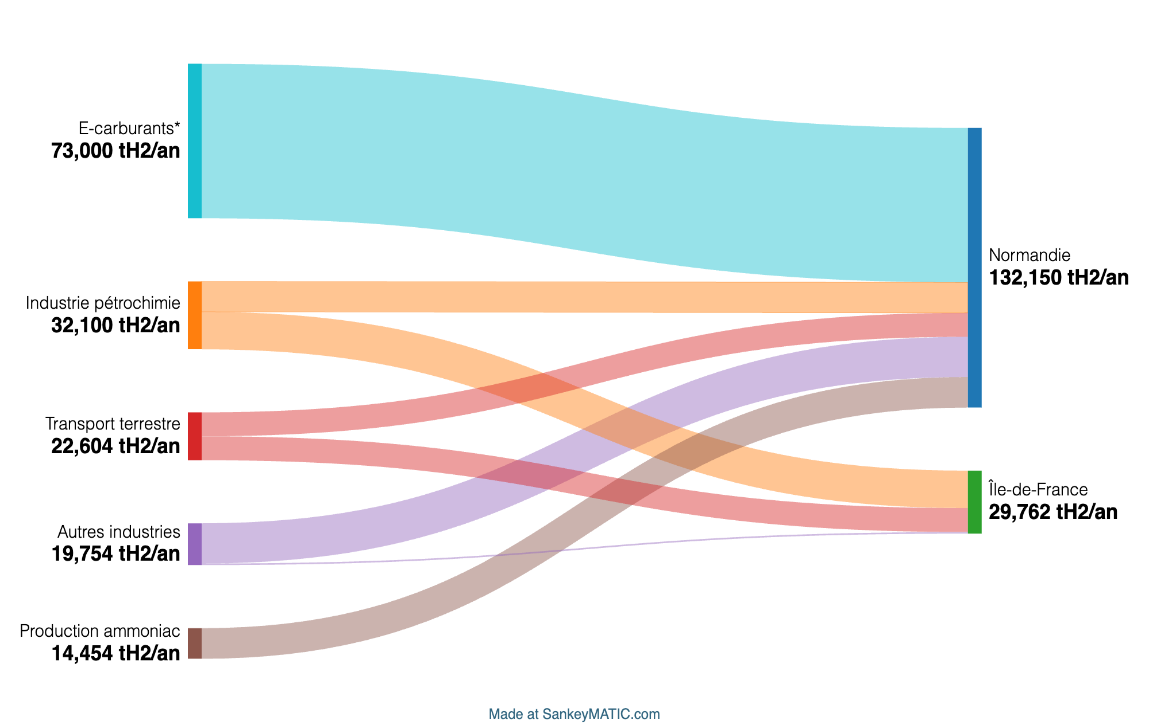 E-carburants*
73,000 tH2/an
Industrie pétrochimie
32,100 tH2/an
Transport terrestre
22,604 tH2/an
Autres industries
19,754 tH2/an
Production ammoniac
14,454 tH2/an
Normandie
132,150 tH2/an
Île-de-France
29,762 tH2/an
Made at SankeyMATIC.com